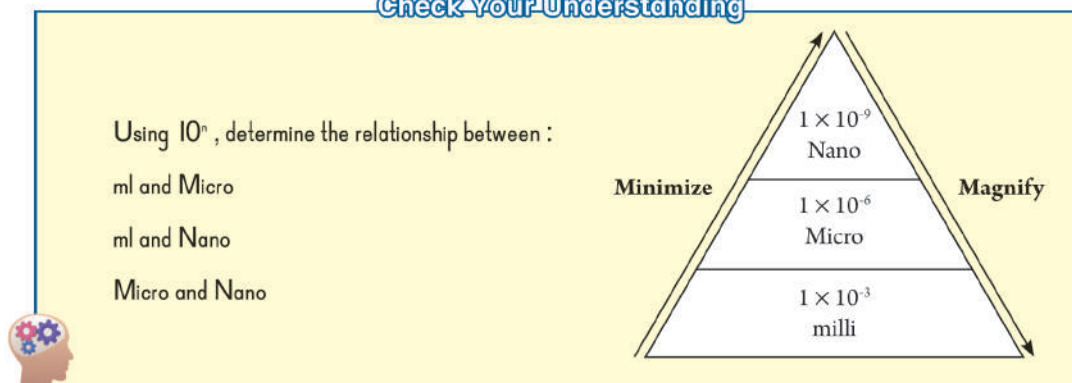 Check Your Understanding
Using 10ⁿ , determine the relationship between :
ml and Micro
ml and Nano
Micro and Nano
1 × 10⁻⁹
Nano
Minimize
Magnify
1 × 10⁻⁶
Micro
1 × 10⁻³
milli